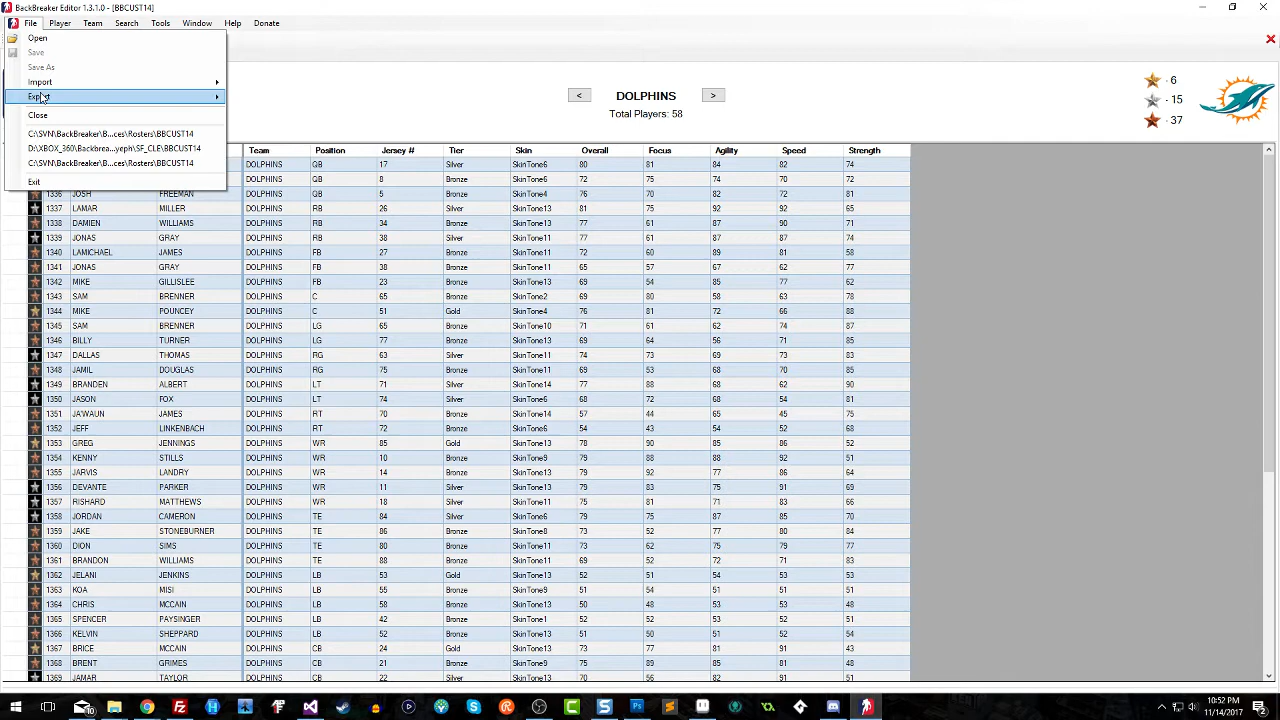 BackBreaker Editor 1.3.1.0 - [BBCUST14]
File Player Team Search Tools Window Help Donate
Open
Save
Save As
Import
Export
Close
C:\SVN\BackBreaker\B...ces\Rosters\BBCUST14
D:\XBOX_360\Backbrea...yeph\SF_CLE\BBCUST14
C:\SVN\BackBreaker\B...ces\Rosters\BBCUST14
Exit
< DOLPHINS >
Total Players: 58
- 6
- 15
- 37
Team Position Jersey # Tier Skin Overall Focus Agility Speed Strength
DOLPHINS QB 17 Silver SkinTone6 80 81 84 82 74
DOLPHINS QB 8 Bronze SkinTone6 72 75 74 70 72
1336 JOSH FREEMAN DOLPHINS QB 5 Bronze SkinTone4 76 70 82 72 81
1337 LAMAR MILLER DOLPHINS RB 26 Silver SkinTone13 81 75 92 92 65
1338 DAMIEN WILLIAMS DOLPHINS RB 34 Bronze SkinTone13 77 61 87 90 71
1339 JONAS GRAY DOLPHINS RB 38 Silver SkinTone11 77 61 87 87 74
1340 LAMICHAEL JAMES DOLPHINS FB 27 Bronze SkinTone11 72 60 89 81 58
1341 JONAS GRAY DOLPHINS FB 38 Bronze SkinTone11 65 57 67 62 77
1342 MIKE GILLISLEE DOLPHINS FB 23 Bronze SkinTone13 69 54 85 77 62
1343 SAM BRENNER DOLPHINS C 65 Bronze SkinTone2 69 80 58 63 78
1344 MIKE POUNCEY DOLPHINS C 51 Gold SkinTone4 76 81 72 66 88
1345 SAM BRENNER DOLPHINS LG 65 Bronze SkinTone10 71 61 62 74 87
1346 BILLY TURNER DOLPHINS LG 77 Bronze SkinTone13 69 64 56 71 85
1347 DALLAS THOMAS DOLPHINS RG 63 Silver SkinTone11 74 73 69 73 83
1348 JAMIL DOUGLAS DOLPHINS RG 75 Bronze SkinTone11 69 53 68 70 85
1349 BRANDEN ALBERT DOLPHINS LT 71 Silver SkinTone14 77 88 68 62 90
1350 JASON FOX DOLPHINS LT 74 Silver SkinTone6 68 72 68 54 81
1351 JA'WAUN JAMES DOLPHINS RT 70 Bronze SkinTone14 57 44 65 45 75
1352 JEFF LINKENBACH DOLPHINS RT 72 Bronze SkinTone6 54 43 54 52 68
1353 GREG JENNINGS DOLPHINS WR 85 Gold SkinTone13 78 90 85 86 52
1354 KENNY STILLS DOLPHINS WR 10 Bronze SkinTone9 79 88 88 92 51
1355 JARVIS LANDRY DOLPHINS WR 14 Bronze SkinTone13 79 92 77 86 64
1356 DEVANTE PARKER DOLPHINS WR 11 Silver SkinTone13 79 83 75 91 51
1357 RISHARD MATTHEWS DOLPHINS WR 18 Silver SkinTone11 75 81 71 83 66
1358 JORDAN CAMERON DOLPHINS TE 84 Silver SkinTone6 79 75 87 85 70
1359 JAKE STONEBURNER DOLPHINS TE 86 Bronze SkinTone8 73 52 77 80 84
1360 DION SIMS DOLPHINS TE 80 Bronze SkinTone11 73 62 75 79 77
1361 BRANDON WILLIAMS DOLPHINS TE 88 Bronze SkinTone11 69 52 73 71 83
1362 JELANI JENKINS DOLPHINS LB 53 Gold SkinTone13 52 51 54 53 53
1363 KOA MISI DOLPHINS LB 55 Bronze SkinTone9 51 54 52 51 51
1364 CHRIS MCCAIN DOLPHINS LB 58 Bronze SkinTone13 50 48 53 53 48
1365 SPENCER PAYSINGER DOLPHINS LB 42 Bronze SkinTone1 52 52 53 52 51
1366 KELVIN SHEPPARD DOLPHINS LB 52 Bronze SkinTone13 51 50 51 52 54
1367 BRICE MCCAIN DOLPHINS CB 24 Gold SkinTone13 73 77 81 91 43
1368 BRENT GRIMES DOLPHINS CB 21 Bronze SkinTone9 75 89 85 81 48
1369 JAMAR TAYLOR DOLPHINS CB 22 Silver SkinTone13 70 56 82 81 57
10:52 PM
11/14/2017